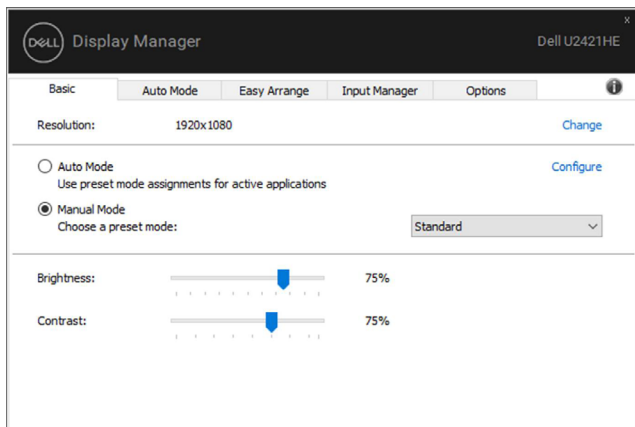 DELL Display Manager
x
Dell U2421HE
Basic Auto Mode Easy Arrange Input Manager Options i
Resolution: 1920x1080 Change
Auto Mode Configure
Use preset mode assignments for active applications
Manual Mode
Choose a preset mode: Standard
Brightness: 75%
Contrast: 75%